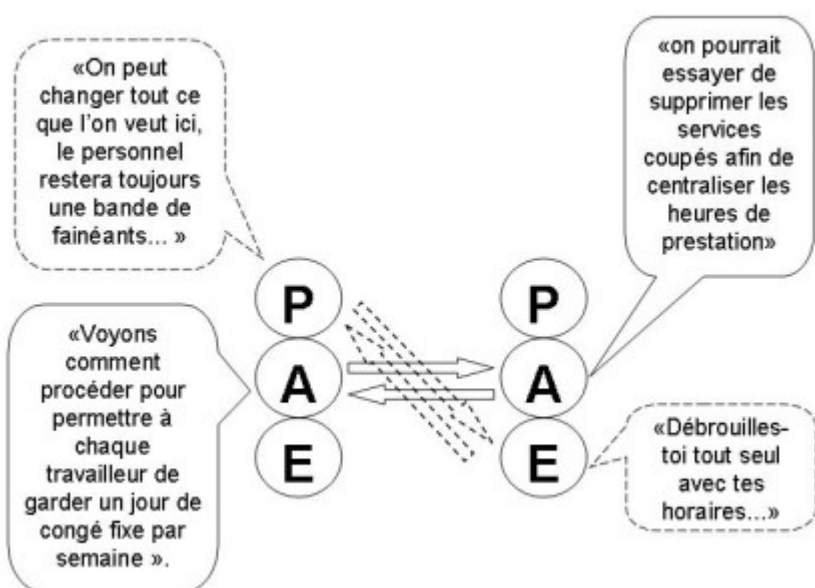 «On peut
changer tout ce
que l'on veut ici,
le personnel
restera toujours
une bande de
fainéants... »
«on pourrait
essayer de
supprimer les
services
coupés afin de
centraliser les
heures de
prestation»
P
A
E
P
A
E
«Voyons
comment
procéder pour
permettre à
chaque
travailleur de
garder un jour de
congé fixe par
semaine ».
«Débrouilles-
toi tout seul
avec tes
horaires...»